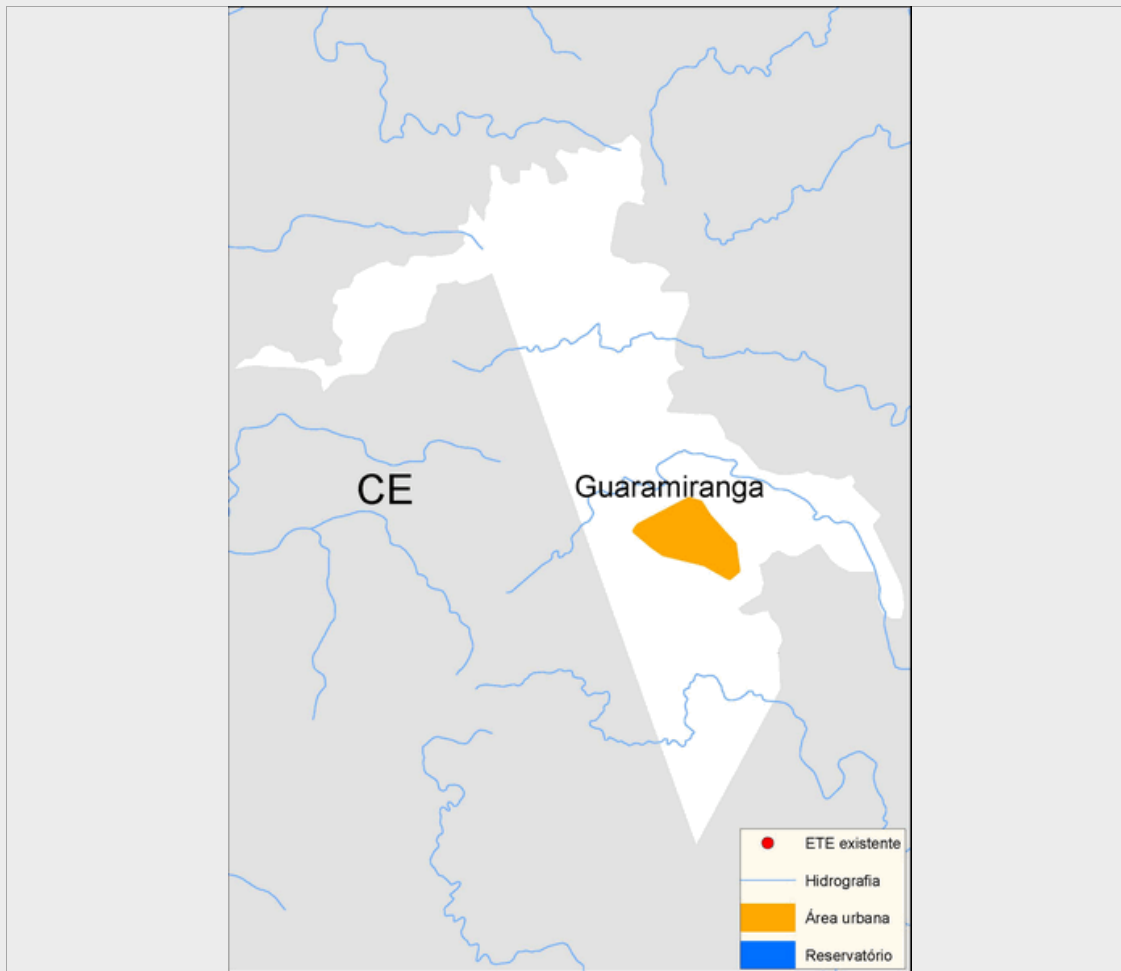 CE
Guaramiranga
ETE existente
Hidrografia
Área urbana
Reservatório